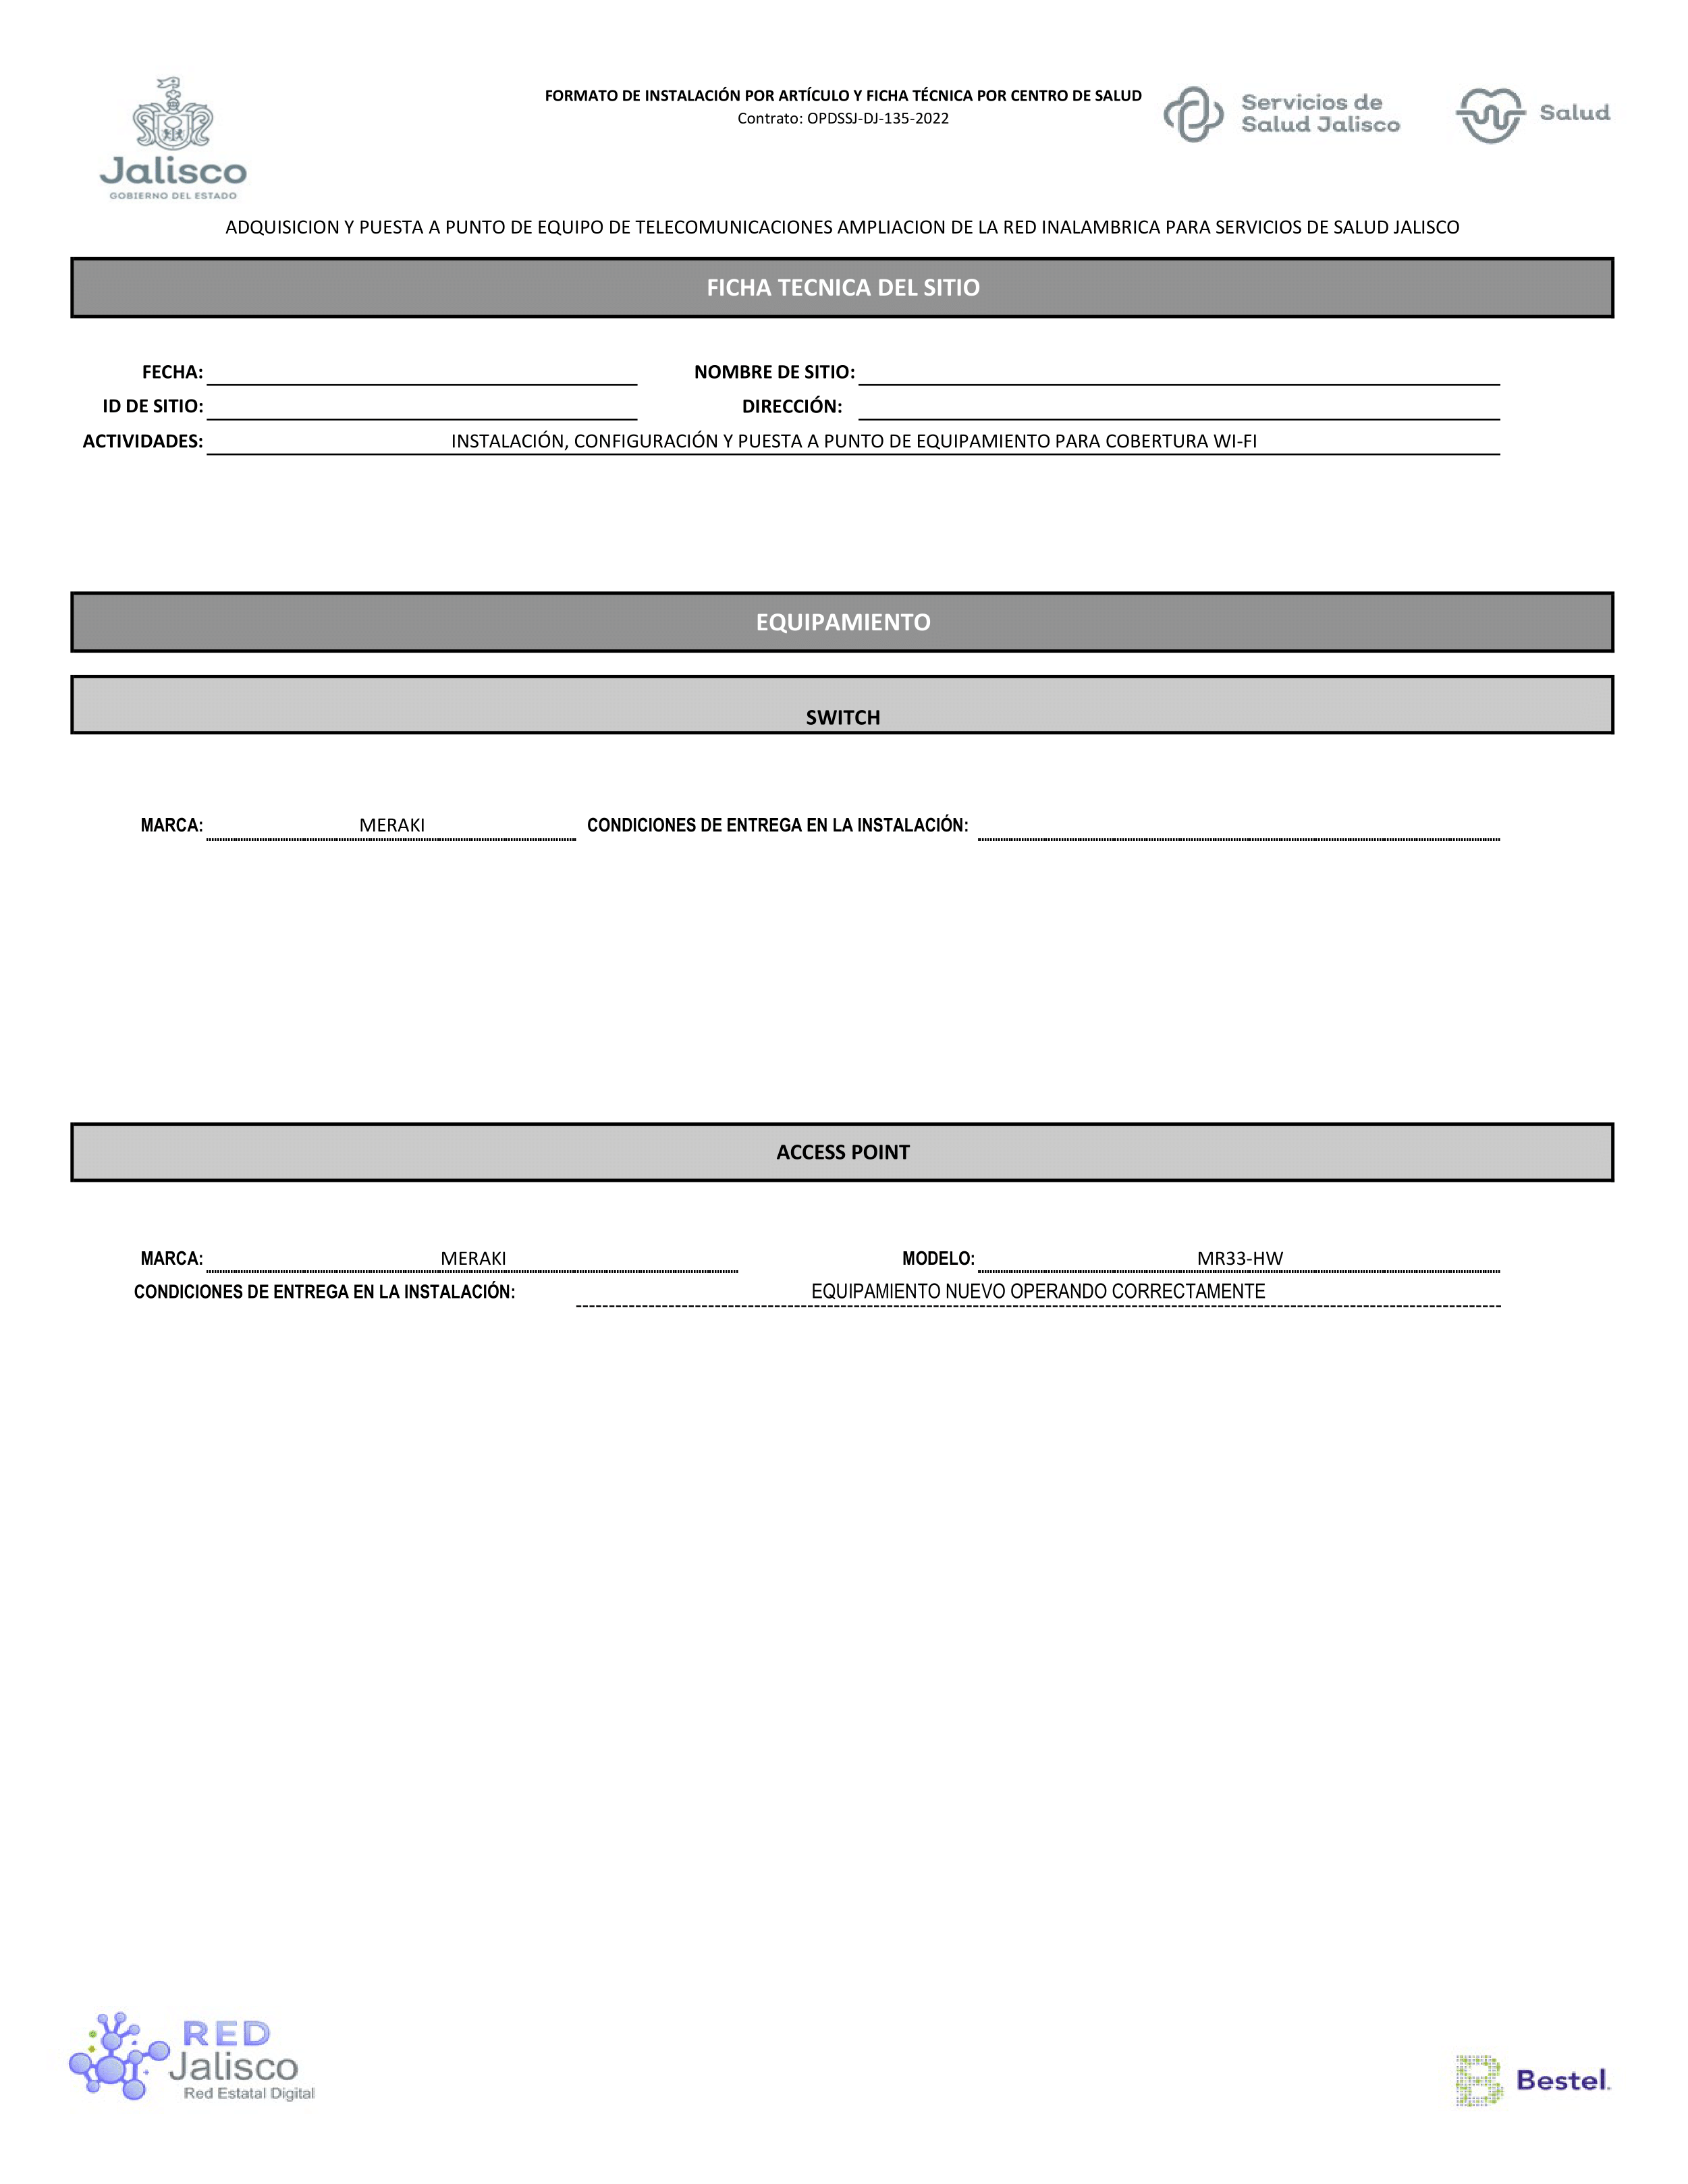 FORMATO DE INSTALACIÓN POR ARTÍCULO Y FICHA TÉCNICA POR CENTRO DE SALUD
Contrato: OPDSSJ-DJ-135-2022
Jalisco
GOBIERNO DEL ESTADO
Servicios de
Salud Jalisco
Salud
ADQUISICION Y PUESTA A PUNTO DE EQUIPO DE TELECOMUNICACIONES AMPLIACION DE LA RED INALAMBRICA PARA SERVICIOS DE SALUD JALISCO
FICHA TECNICA DEL SITIO
FECHA: NOMBRE DE SITIO:
ID DE SITIO: DIRECCIÓN:
ACTIVIDADES: INSTALACIÓN, CONFIGURACIÓN Y PUESTA A PUNTO DE EQUIPAMIENTO PARA COBERTURA WI-FI
EQUIPAMIENTO
SWITCH
MARCA: MERAKI CONDICIONES DE ENTREGA EN LA INSTALACIÓN:
ACCESS POINT
MARCA: MERAKI MODELO: MR33-HW
CONDICIONES DE ENTREGA EN LA INSTALACIÓN: EQUIPAMIENTO NUEVO OPERANDO CORRECTAMENTE
RED
Jalisco
Red Estatal Digital
Bestel.